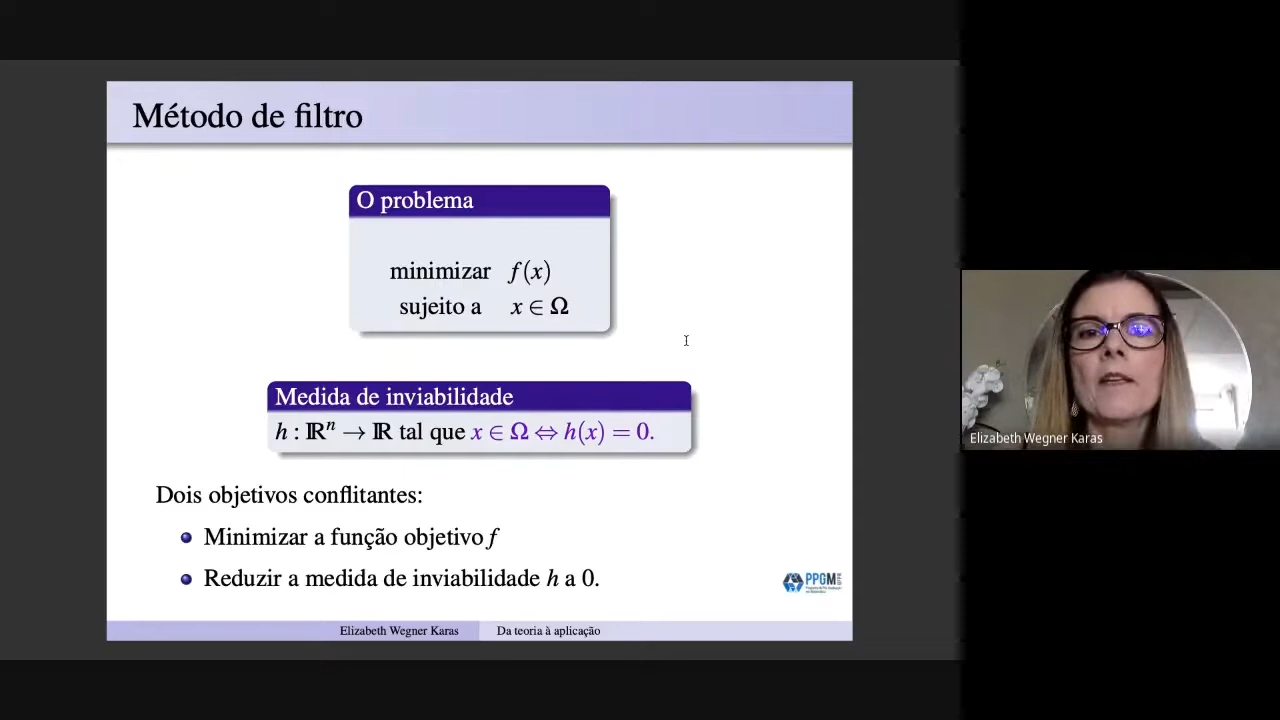 Método de filtro
O problema
minimizar f(x)
sujeito a x ∈ Ω
Medida de inviabilidade
h : ℝⁿ → ℝ tal que x ∈ Ω ⇔ h(x) = 0.
Dois objetivos conflitantes:
Minimizar a função objetivo f
Reduzir a medida de inviabilidade h a 0.
PPGM
Elizabeth Wegner Karas Da teoria à aplicação
Elizabeth Wegner Karas